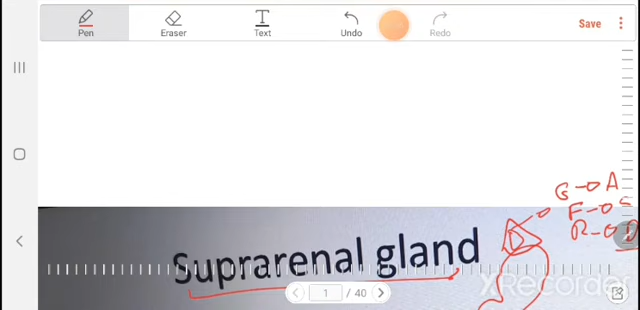 Pen
Eraser
Text
Undo
Redo
Save
G → A
F →
R →
Suprarenal gland
XRecorder
1 / 40